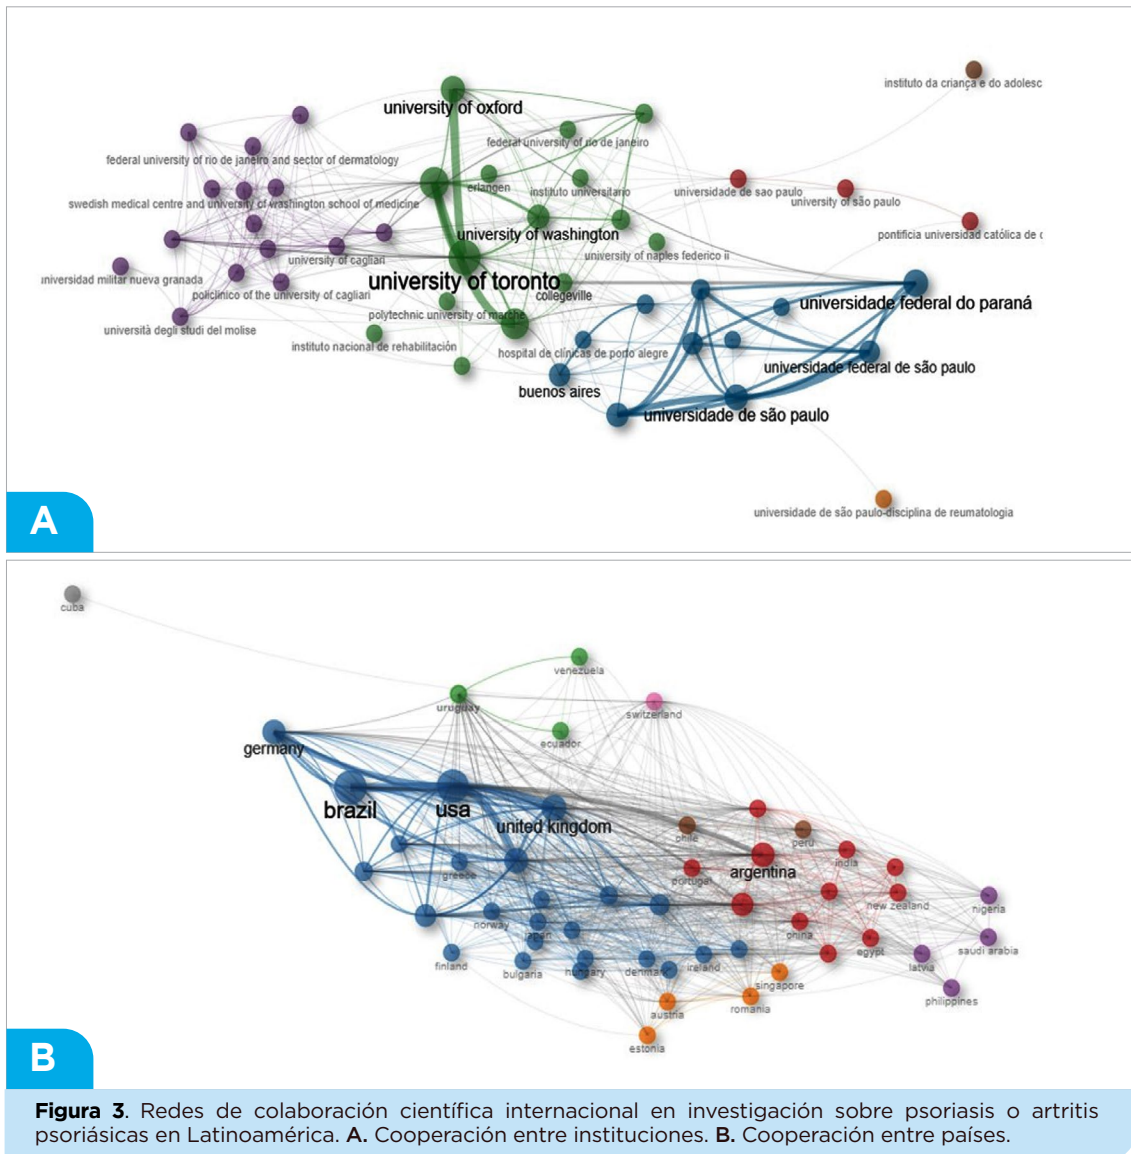 university of oxford
instituto da criança e do adolesc
federal university of rio de janeiro
federal university of rio de janeiro and sector of dermatology
erlangen
instituto universitario
universidade de sao paulo
university of são paulo
swedish medical centre and university of washington school of medicine
university of washington
pontificia universidad católica de c
university of cagliari
university of naples federico ii
universidad militar nueva granada
university of toronto
policlinico of the university of cagliari
collegeville
universidade federal do paraná
polytechnic university of marche
università degli studi del molise
instituto nacional de rehabilitación
hospital de clínicas de porto alegre
universidade federal de são paulo
buenos aires
universidade de são paulo
universidade de são paulo-disciplina de reumatologia
A
cuba
venezuela
uruguay
switzerland
germany
ecuador
brazil
usa
united kingdom
chile
peru
india
greece
portugal
argentina
new zealand
nigeria
norway
japan
china
egypt
saudi arabia
finland
bulgaria
hungary
denmark
ireland
latvia
singapore
philippines
austria
romania
estonia
B
Figura 3. Redes de colaboración científica internacional en investigación sobre psoriasis o artritis
psoriásicas en Latinoamérica. A. Cooperación entre instituciones. B. Cooperación entre países.